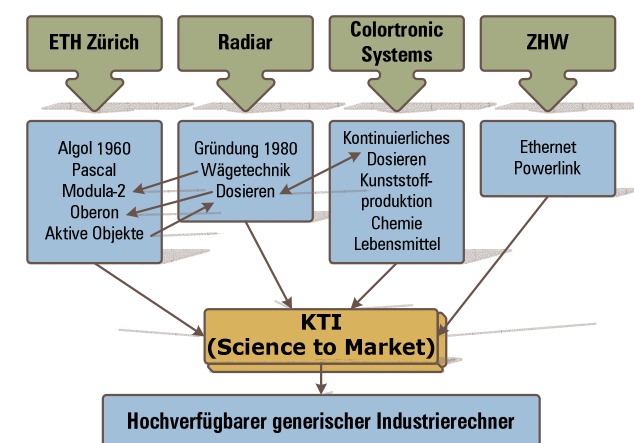 ETH Zürich
Radiar
Colortronic
Systems
ZHW
Algol 1960
Pascal
Modula-2
Oberon
Aktive Objekte
Gründung 1980
Wägetechnik
Dosieren
Kontinuierliches
Dosieren
Kunststoff-
produktion
Chemie
Lebensmittel
Ethernet
Powerlink
KTI
(Science to Market)
Hochverfügbarer generischer Industrierechner